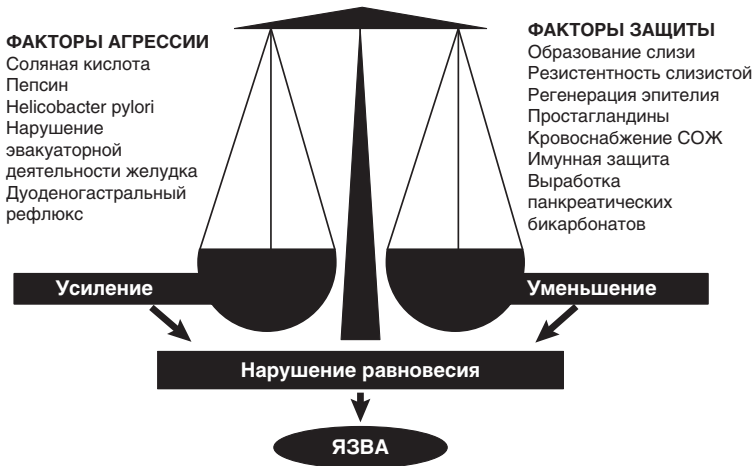 ФАКТОРЫ АГРЕССИИ
Соляная кислота
Пепсин
Helicobacter pylori
Нарушение
эвакуаторной
деятельности желудка
Дуоденогастральный
рефлюкс
ФАКТОРЫ ЗАЩИТЫ
Образование слизи
Резистентность слизистой
Регенерация эпителия
Простагландины
Кровоснабжение СОЖ
Имунная защита
Выработка
панкреатических
бикарбонатов
Усиление
Уменьшение
Нарушение равновесия
ЯЗВА